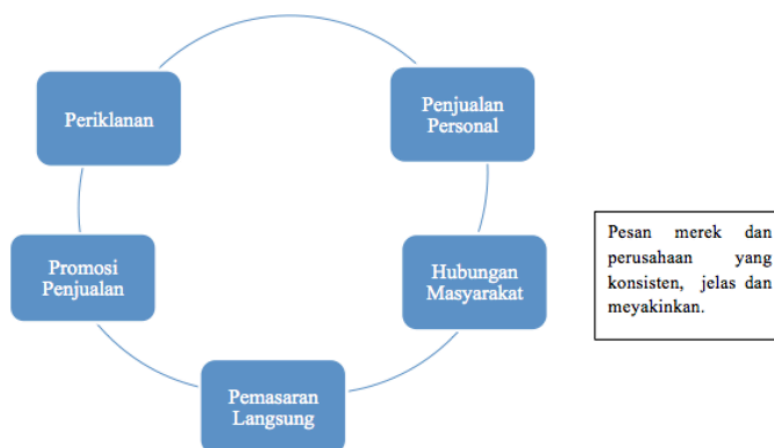 Periklanan
Penjualan
Personal
Promosi
Penjualan
Hubungan
Masyarakat
Pemasaran
Langsung
Pesan merek dan
perusahaan yang
konsisten, jelas dan
meyakinkan.